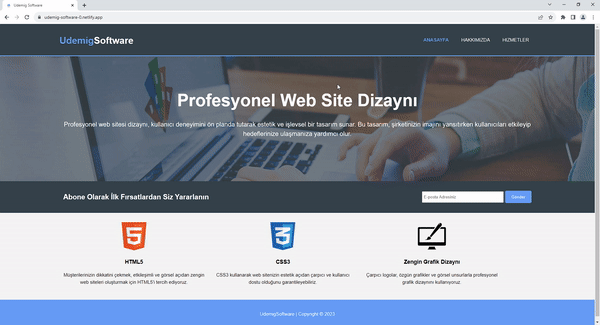 Udemig Software
udemig-software-0.netlify.app
UdemigSoftware
ANASAYFA HAKKIMIZDA HİZMETLER
Profesyonel Web Site Dizaynı
Profesyonel web sitesi dizaynı, kullanıcı deneyimini ön planda tutarak estetik ve işlevsel bir tasarım sunar. Bu tasarım, şirketinizin imajını yansıtırken kullanıcıları etkileyip
hedeflerinize ulaşmanıza yardımcı olur.
Abone Olarak İlk Fırsatlardan Siz Yararlanın
E-posta Adresiniz
Gönder
HTML5
Müşterilerinizin dikkatini çekmek, etkileşimli ve görsel açıdan zengin
web siteleri oluşturmak için HTML5'i tercih ediyoruz.
CSS3
CSS3 kullanarak web sitenizin estetik açıdan çarpıcı ve kullanıcı
dostu olduğunu garantileyebiliriz
Zengin Grafik Dizaynı
Çarpıcı logolar, özgün grafikler ve görsel unsurlarla profesyonel
grafik dizaynını kullanıyoruz.
UdemigSoftware | Copyright © 2023